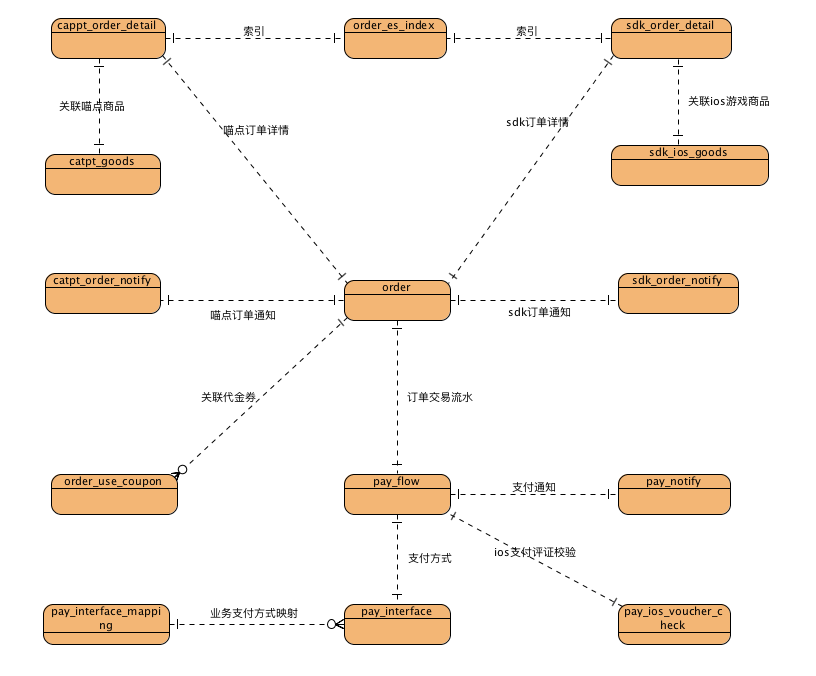 cappt_order_detail
索引
order_es_index
索引
sdk_order_detail
关联喵点商品
关联ios游戏商品
喵点订单详情
sdk订单详情
catpt_goods
sdk_ios_goods
catpt_order_notify
喵点订单通知
order
sdk订单通知
sdk_order_notify
关联代金券
订单交易流水
order_use_coupon
pay_flow
支付通知
pay_notify
支付方式
ios支付评证校验
pay_interface_mappi
ng
业务支付方式映射
pay_interface
pay_ios_voucher_c
heck